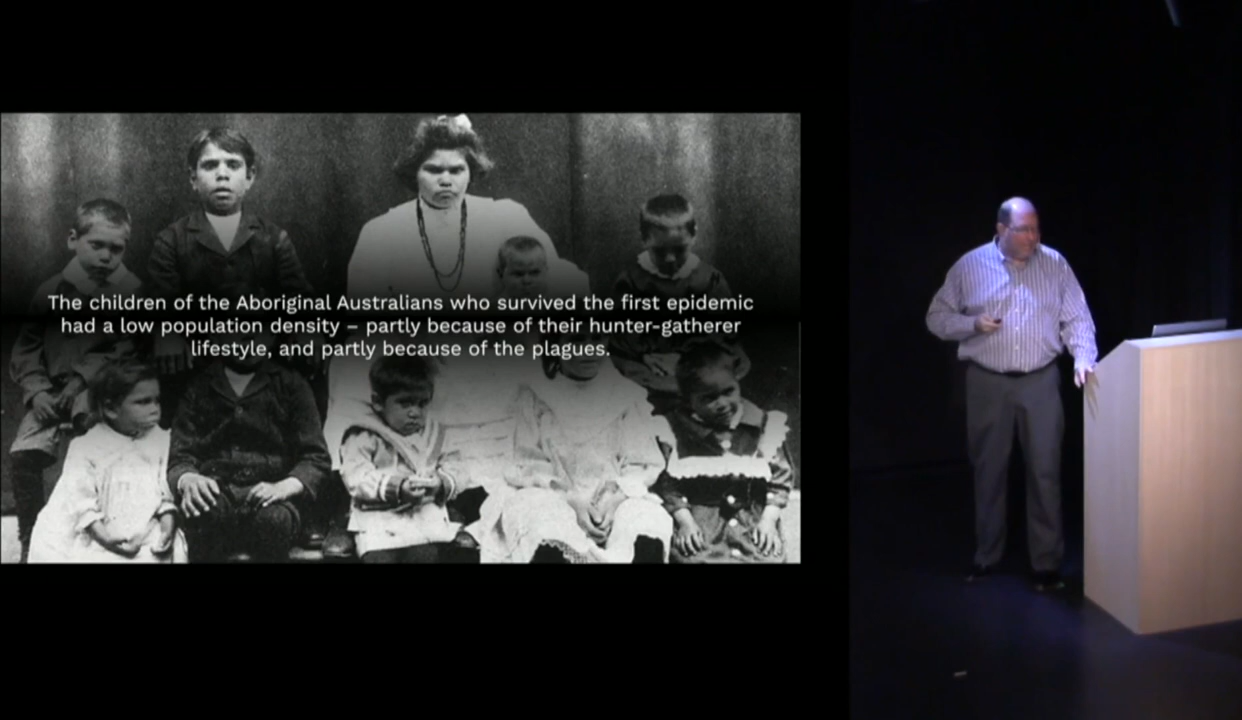 The children of the Aboriginal Australians who survived the first epidemic
had a low population density – partly because of their hunter-gatherer
lifestyle, and partly because of the plagues.